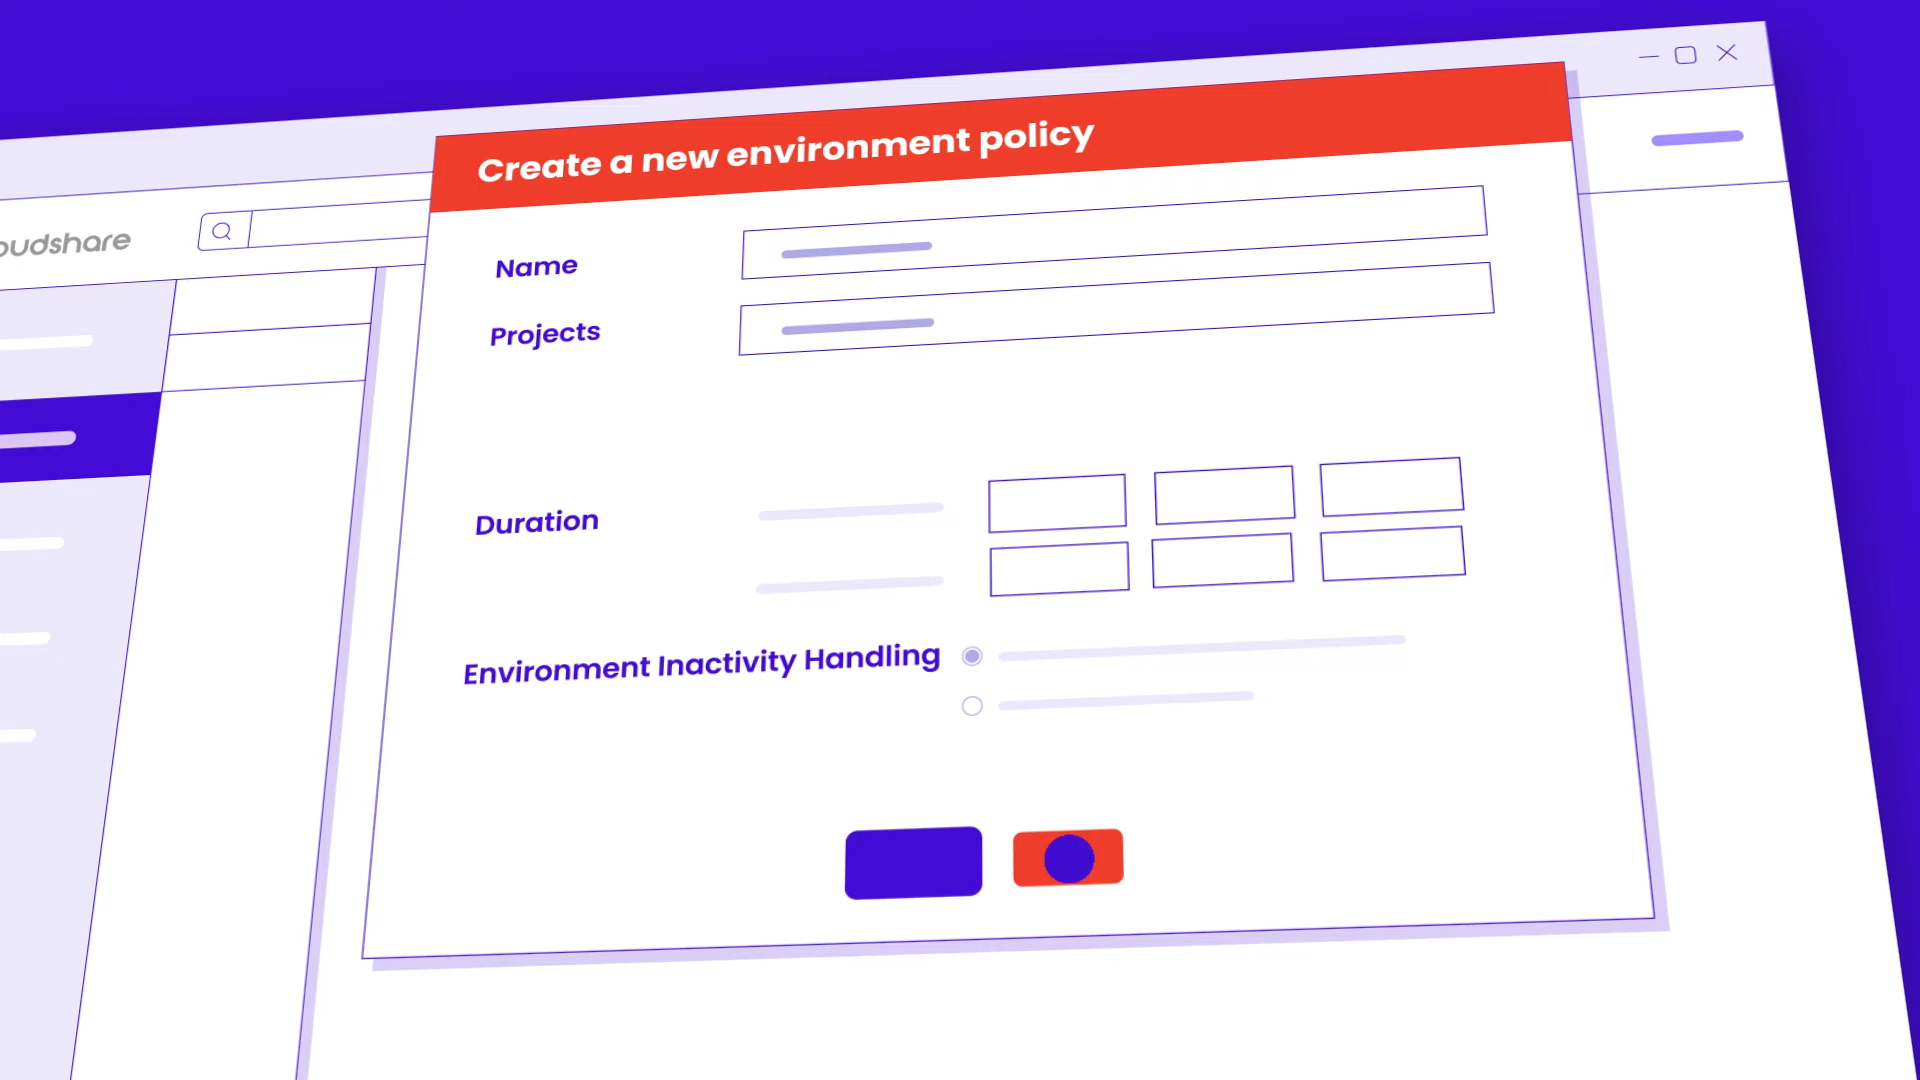 Create a new environment policy
oudshare
Name
Projects
Duration
Environment Inactivity Handling